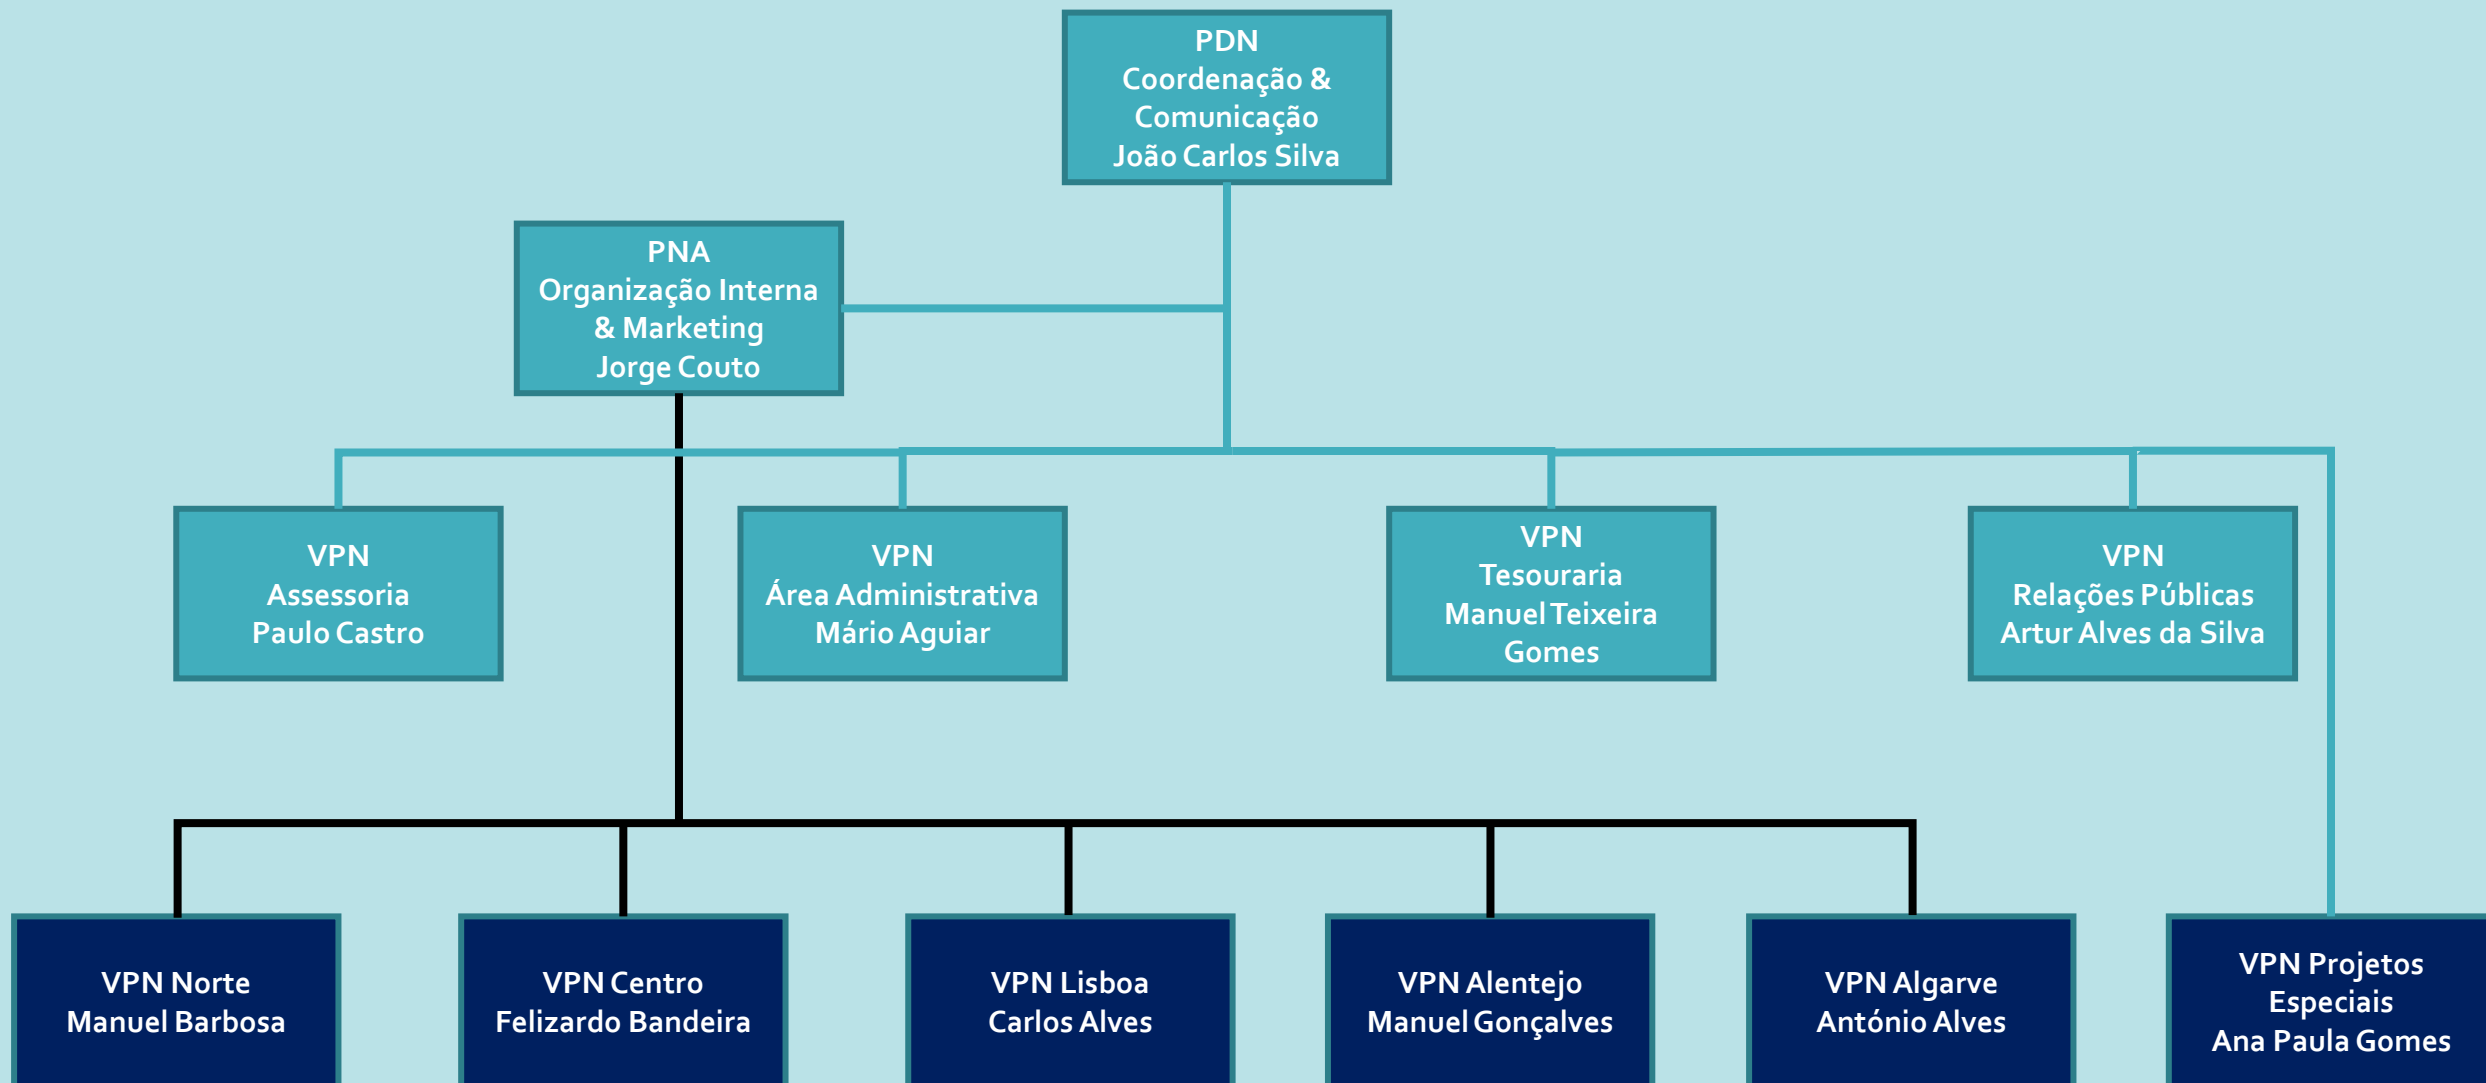 PDN
Coordenação &
Comunicação
João Carlos Silva
PNA
Organização Interna
& Marketing
Jorge Couto
VPN
Assessoria
Paulo Castro
VPN
Área Administrativa
Mário Aguiar
VPN
Tesouraria
Manuel Teixeira
Gomes
VPN
Relações Públicas
Artur Alves da Silva
VPN Norte
Manuel Barbosa
VPN Centro
Felizardo Bandeira
VPN Lisboa
Carlos Alves
VPN Alentejo
Manuel Gonçalves
VPN Algarve
António Alves
VPN Projetos
Especiais
Ana Paula Gomes